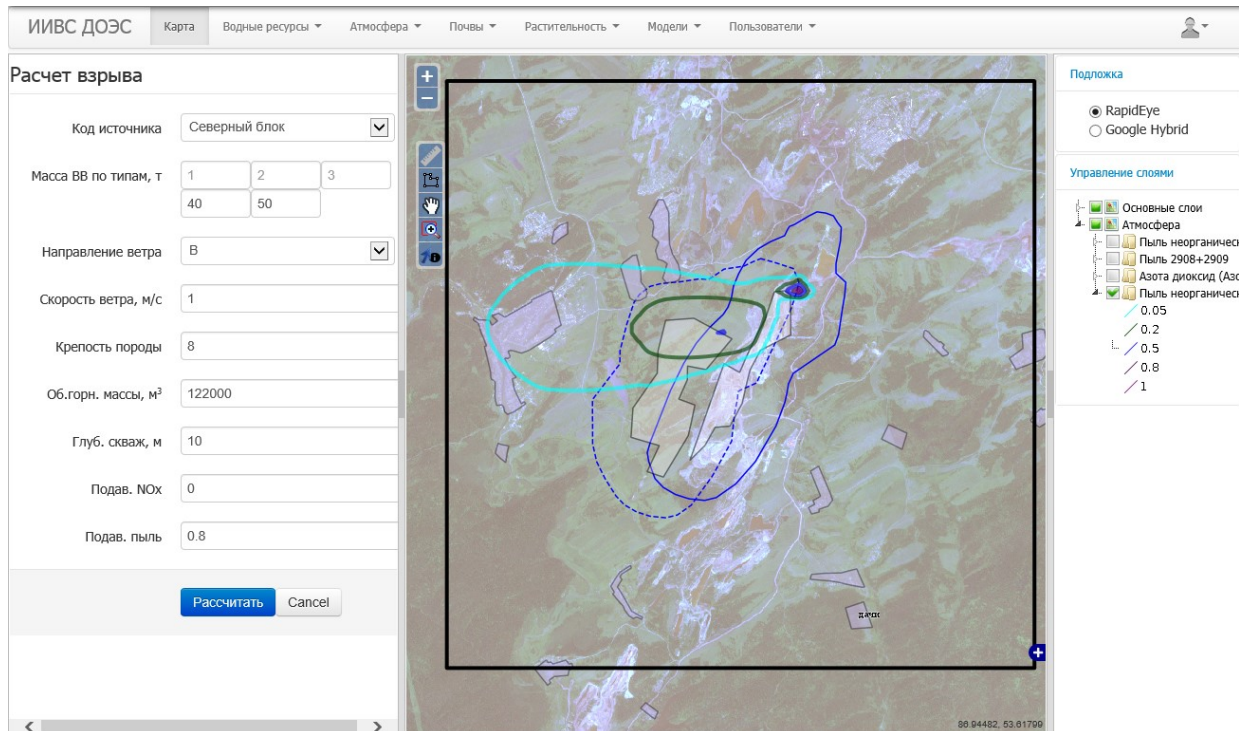 ИИВС ДОЭС Карта Водные ресурсы Атмосфера Почвы Растительность Модели Пользователи
Расчет взрыва
Код источника Северный блок
Масса ВВ по типам, т 1 2 3
40 50
Направление ветра В
Скорость ветра, м/с 1
Крепость породы 8
Об.горн. массы, м³ 122000
Глуб. скваж, м 10
Подав. NOx 0
Подав. пыль 0.8
Рассчитать Cancel
+
−
86.94482, 53.61799
Подложка
RapidEye
Google Hybrid
Управление слоями
Основные слои
Атмосфера
Пыль неорганическ
Пыль 2908+2909
Азота диоксид (Азо
Пыль неорганическ
0.05
0.2
0.5
0.8
1